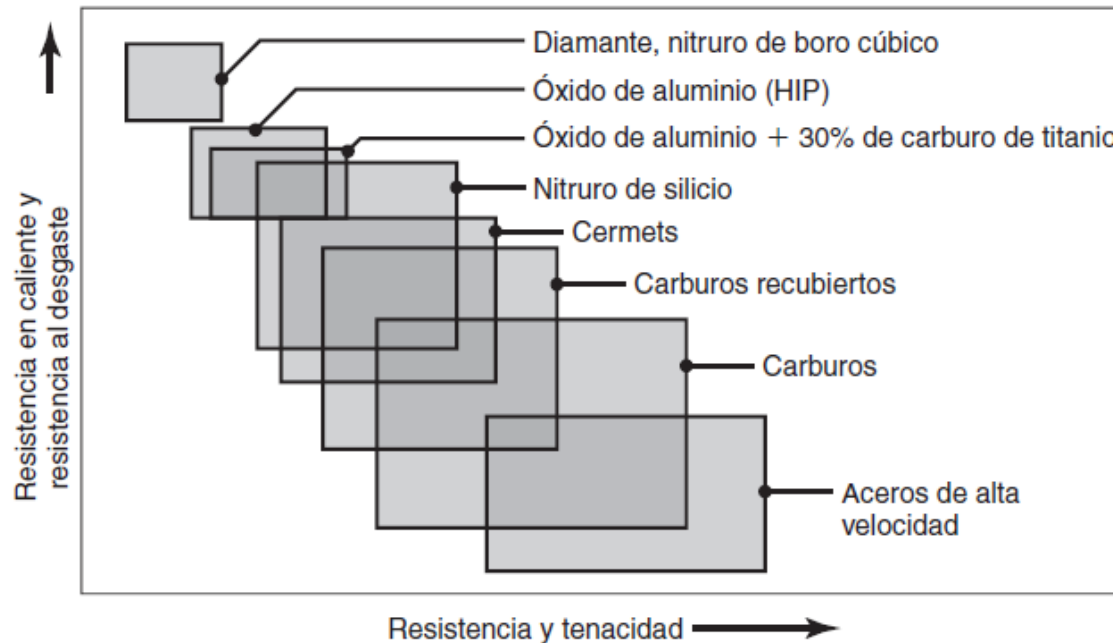 Diamante, nitruro de boro cúbico
Óxido de aluminio (HIP)
Óxido de aluminio + 30% de carburo de titanic
Nitruro de silicio
Cermets
Carburos recubiertos
Carburos
Aceros de alta
velocidad
Resistencia en caliente y
resistencia al desgaste
Resistencia y tenacidad